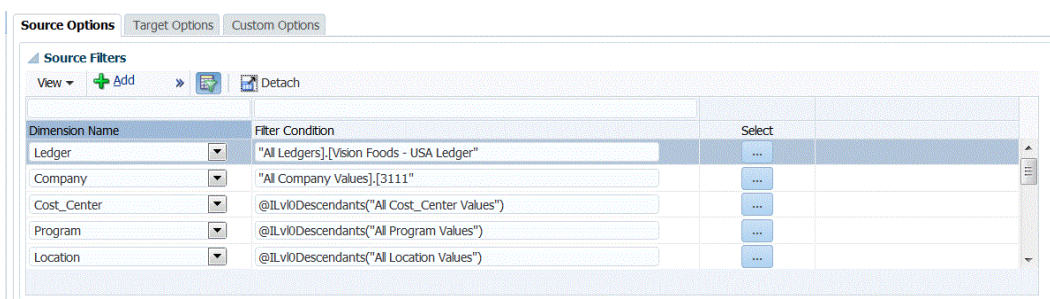 Source Options Target Options Custom Options
Source Filters
View Add » Detach
Dimension Name Filter Condition Select
Ledger "All Ledgers].[Vision Foods - USA Ledger" ...
Company "All Company Values].[3111" ...
Cost_Center @ILvl0Descendants("All Cost_Center Values") ...
Program @ILvl0Descendants("All Program Values") ...
Location @ILvl0Descendants("All Location Values") ...